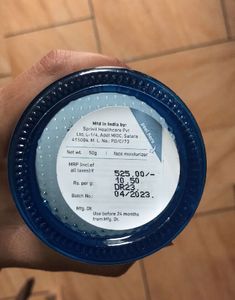 Mfd in India by:
Sprivil Healthcare Pvt
Ltd, L-1/4, Addl MIDC, Satara
415004. M. L. No.: PD/C/73
Net wt. 50g | face moisturizer
MRP (incl of
all taxes)₹ 525.00/-
Rs. per g: 10.50
DR23
Batch No.: 04/2023.
Mfg. Dt.
Use before 24 months
from Mfg. Dt.